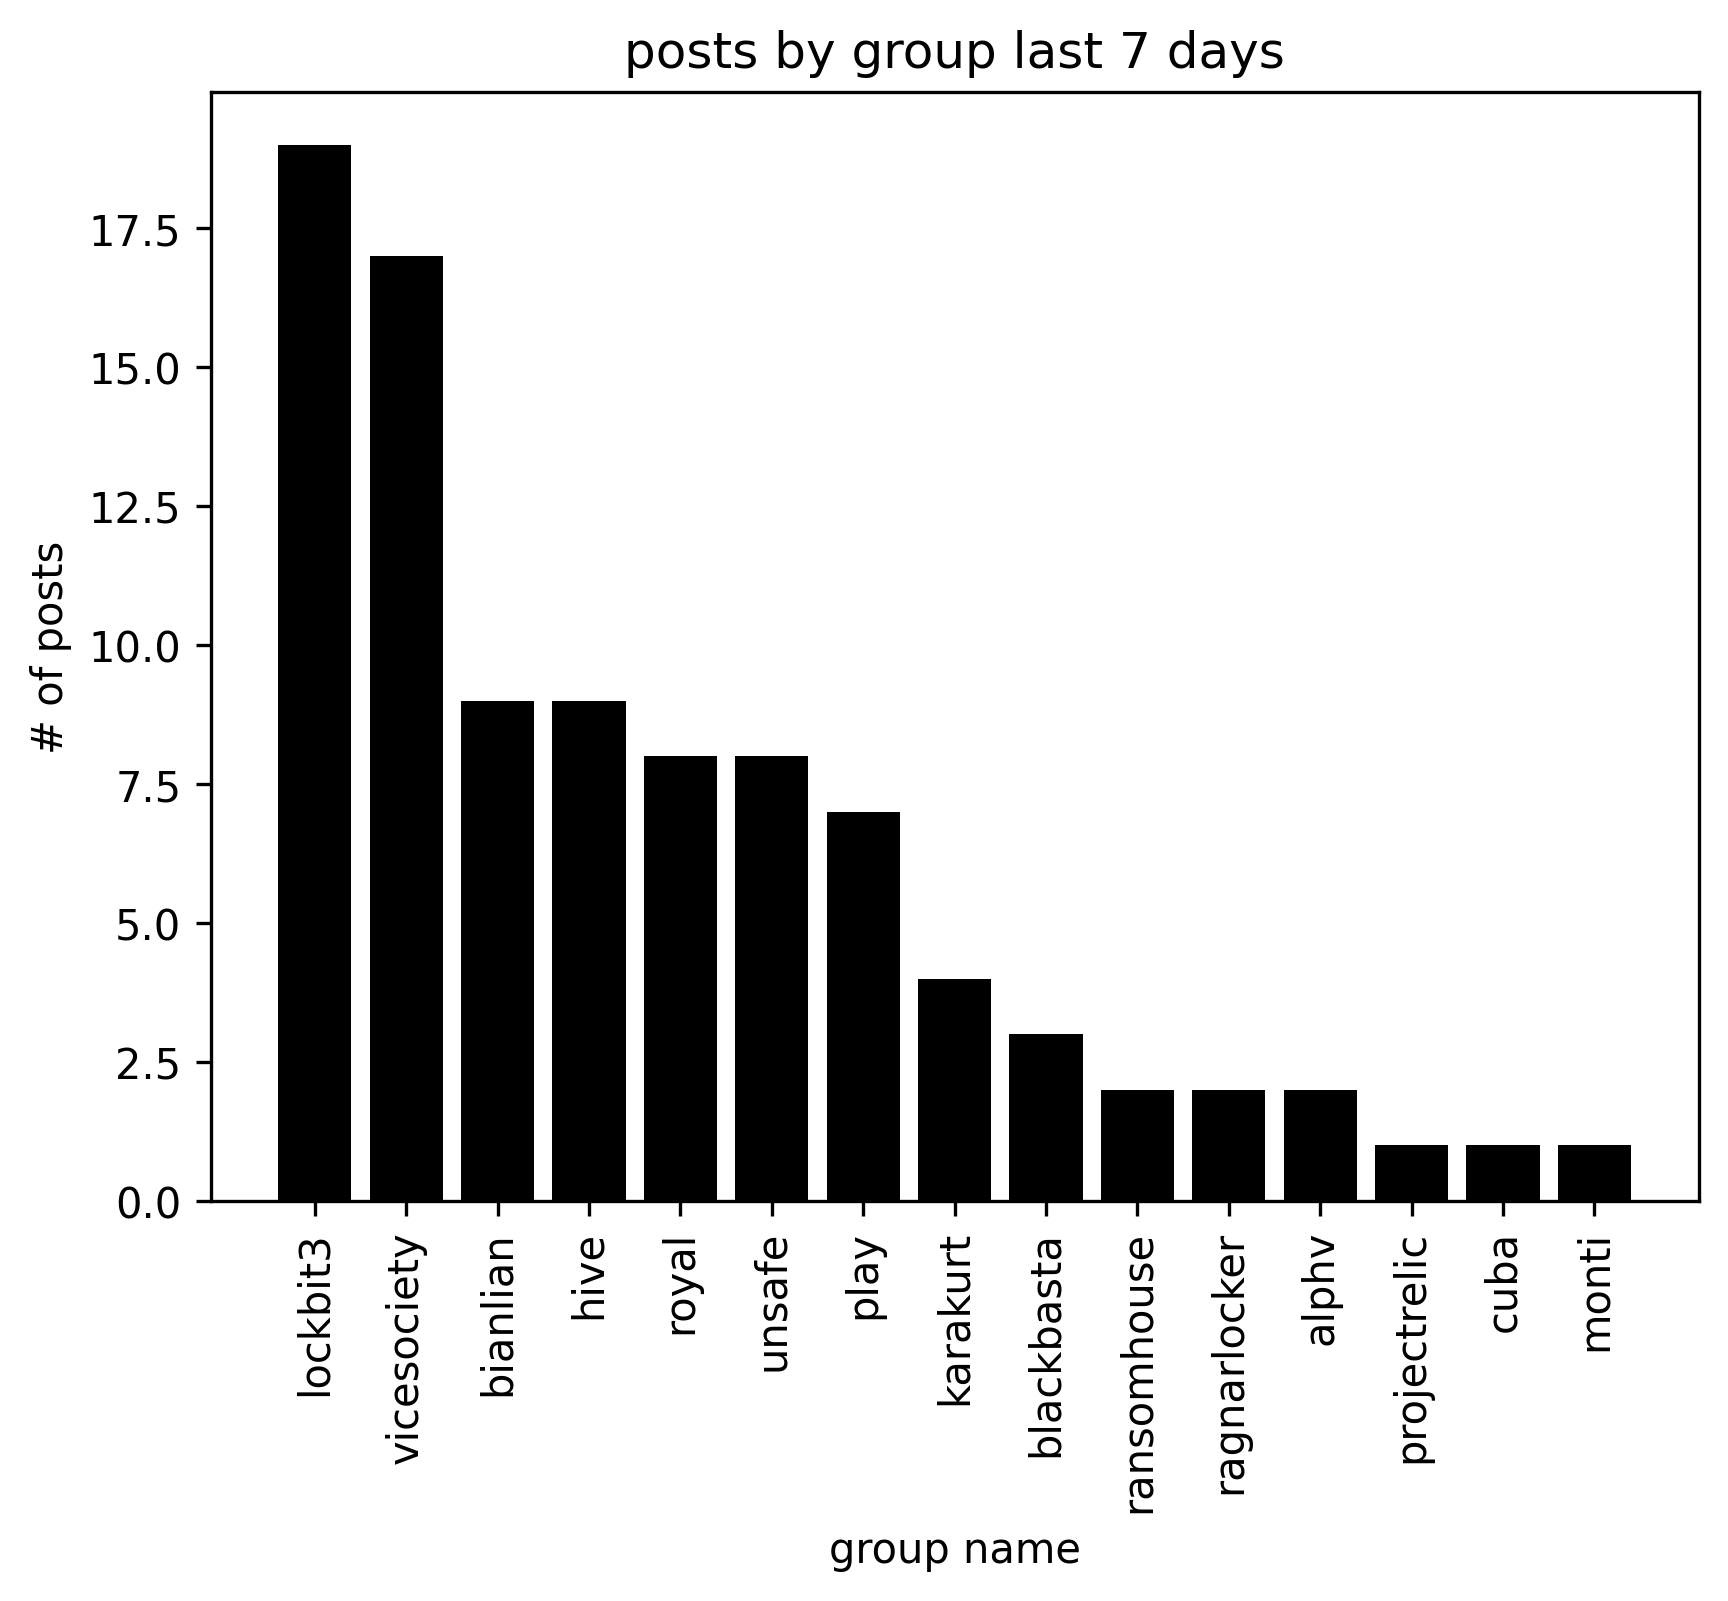 posts by group last 7 days
# of posts
17.5
15.0
12.5
10.0
7.5
5.0
2.5
0.0
lockbit3
vicesociety
bianlian
hive
royal
unsafe
play
karakurt
blackbasta
ransomhouse
ragnarlocker
alphv
projectrelic
cuba
monti
group name